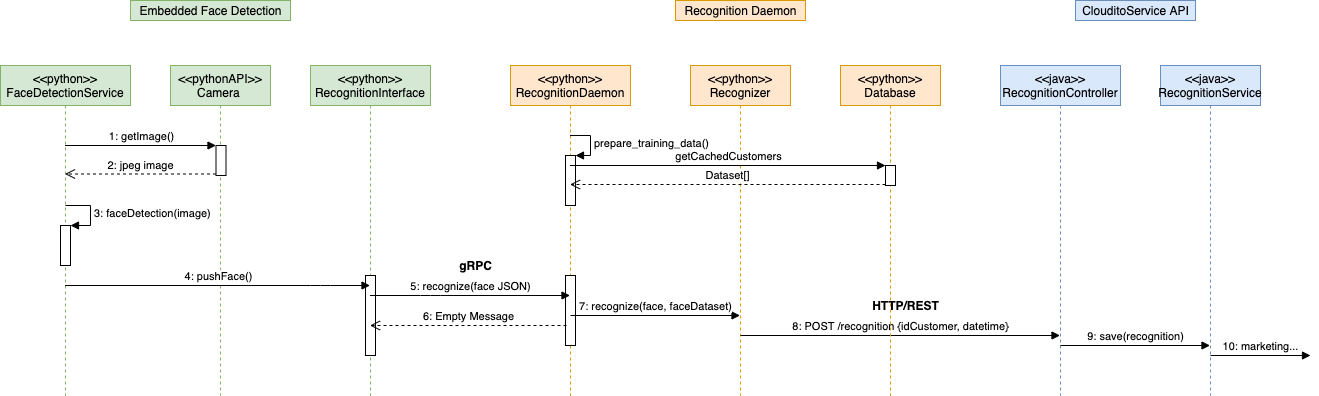 Embedded Face Detection
Recognition Daemon
ClouditoService API
<<python>>
FaceDetectionService
<<pythonAPI>>
Camera
<<python>>
RecognitionInterface
<<python>>
RecognitionDaemon
<<python>>
Recognizer
<<python>>
Database
<<java>>
RecognitionController
<<java>>
RecognitionService
1: getImage()
2: jpeg image
prepare_training_data()
getCachedCustomers
Dataset[]
3: faceDetection(image)
4: pushFace()
gRPC
5: recognize(face JSON)
6: Empty Message
7: recognize(face, faceDataset)
HTTP/REST
8: POST /recognition {idCustomer, datetime}
9: save(recognition)
10: marketing...